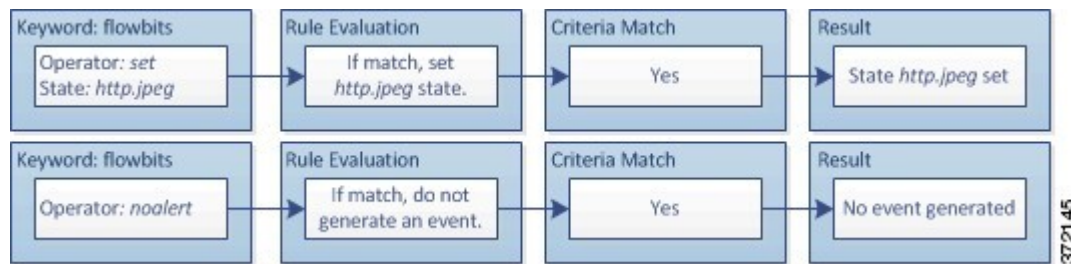 Keyword: flowbits
Operator: set
State: http.jpeg
Rule Evaluation
If match, set
http.jpeg state.
Criteria Match
Yes
Result
State http.jpeg set
Keyword: flowbits
Operator: noalert
Rule Evaluation
If match, do not
generate an event.
Criteria Match
Yes
Result
No event generated
372145